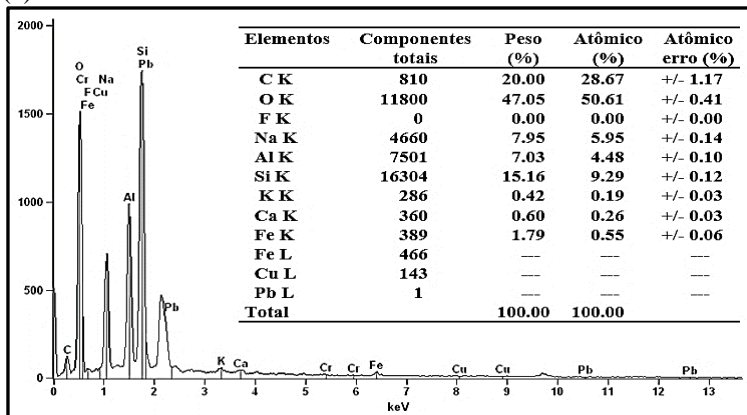 2000
1500
1000
500
0
O
Cr Na
F Cu
Fe
Si
Pb
Al
Pb
C
K
Ca
Cr
Cr
Fe
Cu
Cu
Pb
Pb
0 1 2 3 4 5 6 7 8 9 10 11 12 13
keV
Elementos Componentes totais Peso (%) Atômico (%) Atômico erro (%)
C K 810 20.00 28.67 +/- 1.17
O K 11800 47.05 50.61 +/- 0.41
F K 0 0.00 0.00 +/- 0.00
Na K 4660 7.95 5.95 +/- 0.14
Al K 7501 7.03 4.48 +/- 0.10
Si K 16304 15.16 9.29 +/- 0.12
K K 286 0.42 0.19 +/- 0.03
Ca K 360 0.60 0.26 +/- 0.03
Fe K 389 1.79 0.55 +/- 0.06
Fe L 466 --- --- ---
Cu L 143 --- --- ---
Pb L 1 --- --- ---
Total 100.00 100.00